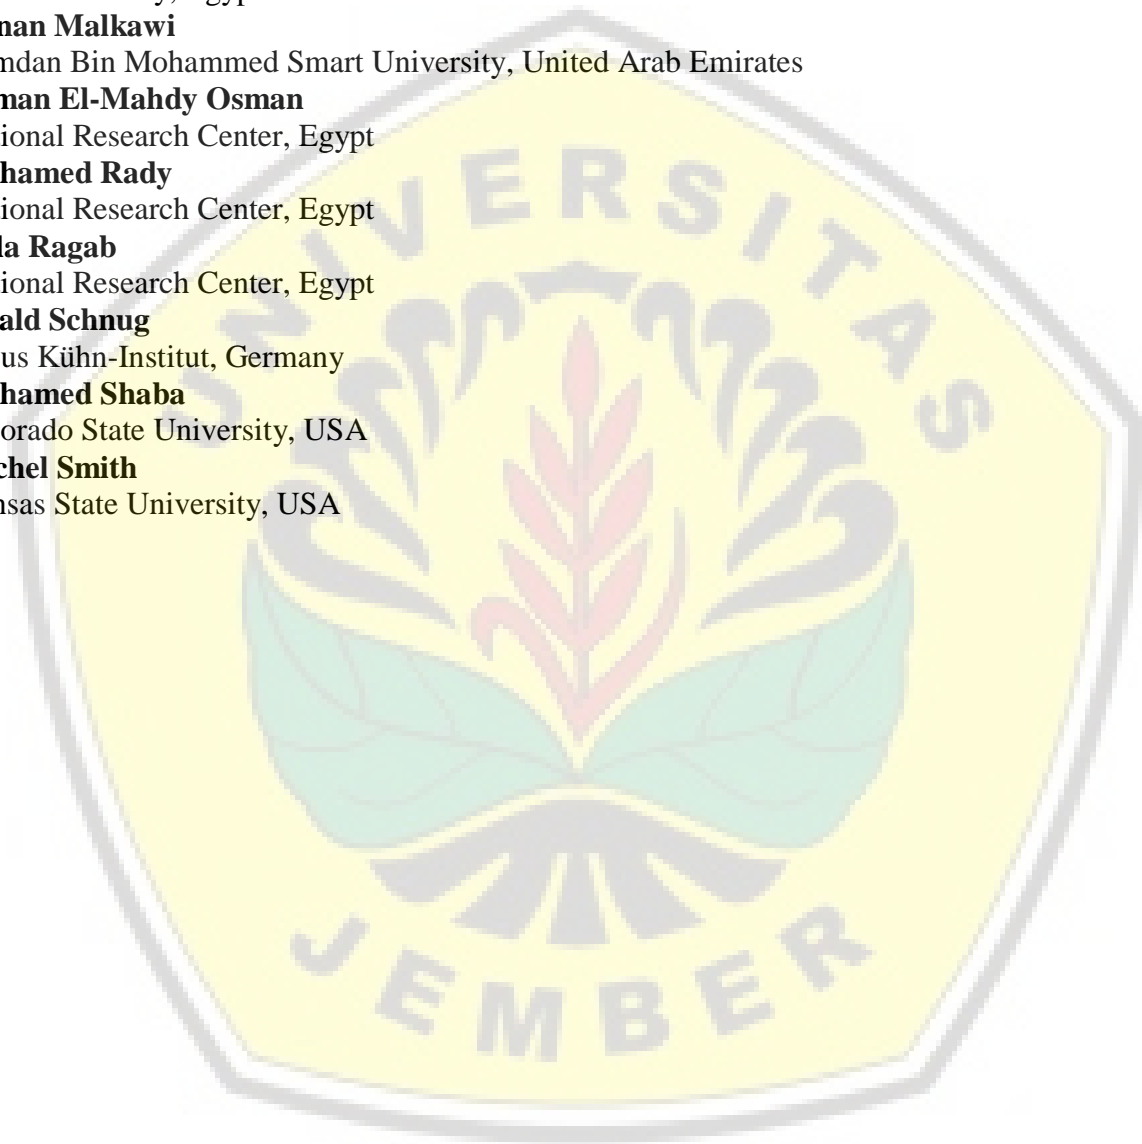 nan Malkawi
mdan Bin Mohammed Smart University, United Arab Emirates
man El-Mahdy Osman
ional Research Center, Egypt
hamed Rady
ional Research Center, Egypt
la Ragab
ional Research Center, Egypt
ald Schnug
us Kühn-Institut, Germany
hamed Shaba
orado State University, USA
chel Smith
nsas State University, USA
UNIVERSITAS
JEMBER